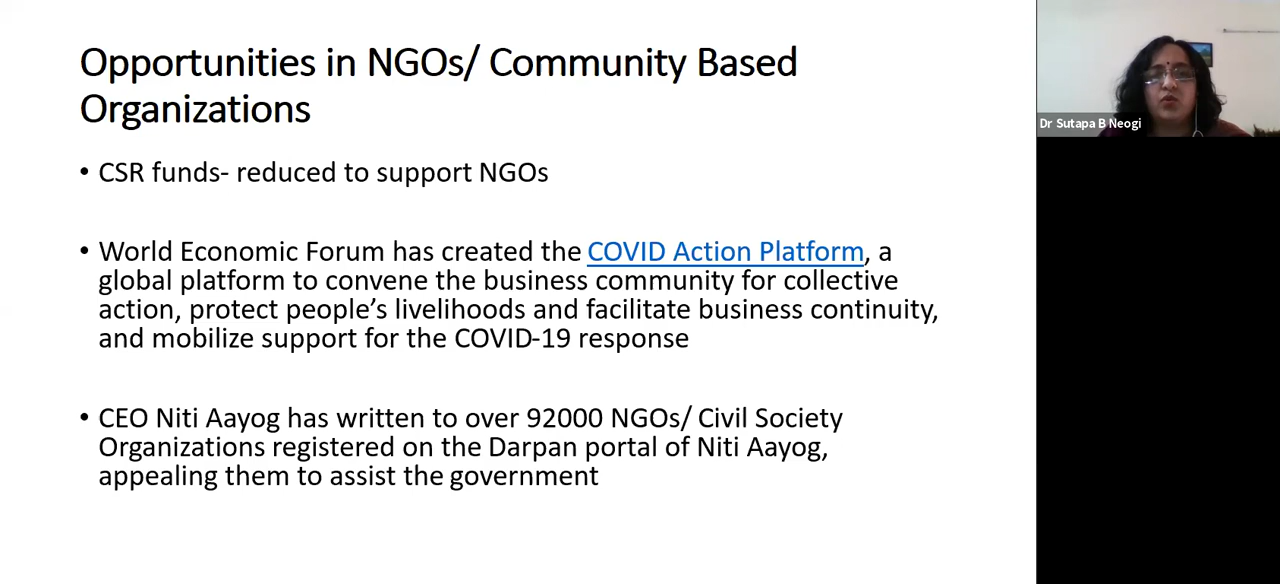 Opportunities in NGOs/ Community Based
Organizations
• CSR funds- reduced to support NGOs
• World Economic Forum has created the COVID Action Platform, a
global platform to convene the business community for collective
action, protect people’s livelihoods and facilitate business continuity,
and mobilize support for the COVID-19 response
• CEO Niti Aayog has written to over 92000 NGOs/ Civil Society
Organizations registered on the Darpan portal of Niti Aayog,
appealing them to assist the government
Dr Sutapa B Neogi